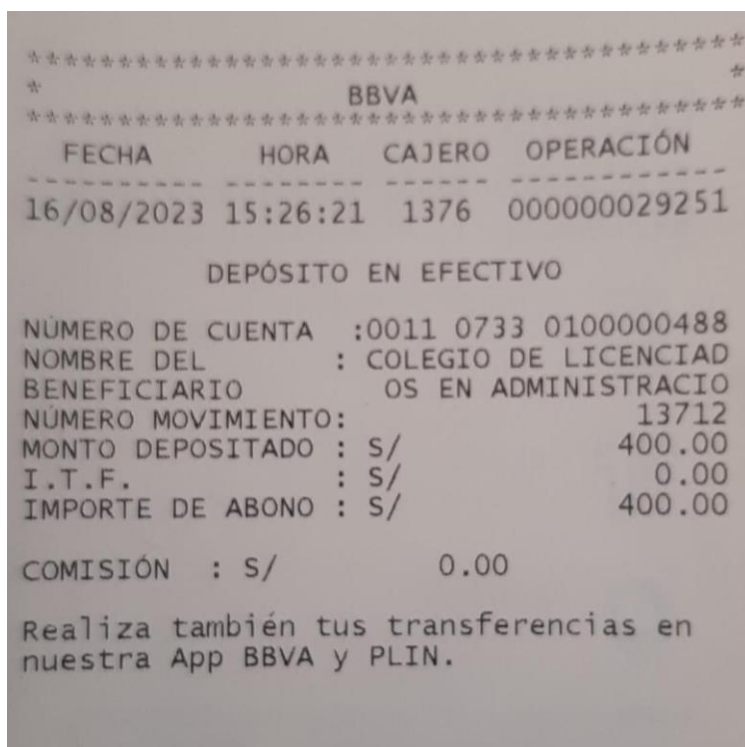 ******************************************
* BBVA *
******************************************
FECHA HORA CAJERO OPERACIÓN
---------- -------- ------ ------------
16/08/2023 15:26:21 1376 000000029251
DEPÓSITO EN EFECTIVO
NÚMERO DE CUENTA :0011 0733 0100000488
NOMBRE DEL : COLEGIO DE LICENCIAD
BENEFICIARIO OS EN ADMINISTRACIO
NÚMERO MOVIMIENTO: 13712
MONTO DEPOSITADO : S/ 400.00
I.T.F. : S/ 0.00
IMPORTE DE ABONO : S/ 400.00
COMISIÓN : S/ 0.00
Realiza también tus transferencias en
nuestra App BBVA y PLIN.